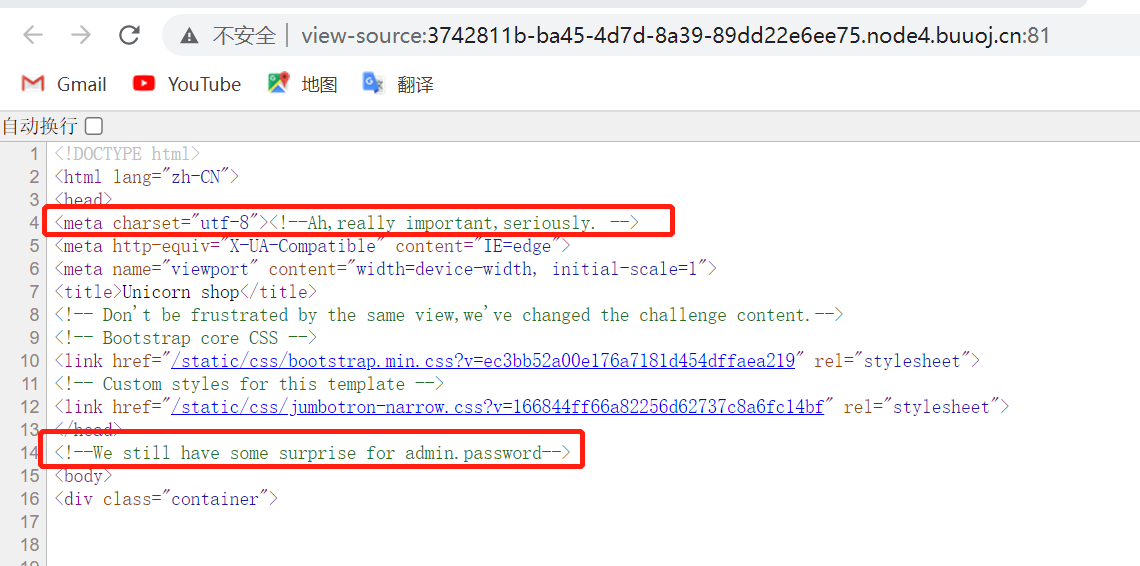 不安全 | view-source:3742811b-ba45-4d7d-8a39-89dd22e6ee75.node4.buuoj.cn:81
Gmail YouTube 地图 翻译
自动换行
1 <!DOCTYPE html>
2 <html lang="zh-CN">
3 <head>
4 <meta charset="utf-8"><!--Ah,really important,seriously. -->
5 <meta http-equiv="X-UA-Compatible" content="IE=edge">
6 <meta name="viewport" content="width=device-width, initial-scale=1">
7 <title>Unicorn shop</title>
8 <!-- Don't be frustrated by the same view,we've changed the challenge content.-->
9 <!-- Bootstrap core CSS -->
10 <link href="/static/css/bootstrap.min.css?v=ec3bb52a00e176a7181d454dffaea219" rel="stylesheet">
11 <!-- Custom styles for this template -->
12 <link href="/static/css/jumbotron-narrow.css?v=166844ff66a82256d62737c8a6fc14bf" rel="stylesheet">
13 </head>
14 <!--We still have some surprise for admin.password-->
15 <body>
16 <div class="container">
17
18